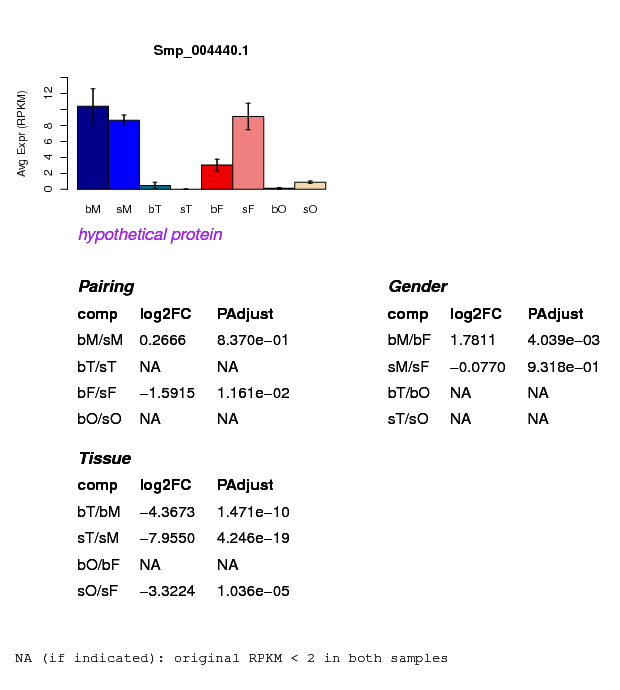 Smp_004440.1
Avg Expr (RPKM)
12
8
6
4
2
0
bM sM bT sT bF sF bO sO
hypothetical protein
Pairing
comp log2FC PAdjust
bM/sM 0.2666 8.370e−01
bT/sT NA NA
bF/sF −1.5915 1.161e−02
bO/sO NA NA
Gender
comp log2FC PAdjust
bM/bF 1.7811 4.039e−03
sM/sF −0.0770 9.318e−01
bT/bO NA NA
sT/sO NA NA
Tissue
comp log2FC PAdjust
bT/bM −4.3673 1.471e−10
sT/sM −7.9550 4.246e−19
bO/bF NA NA
sO/sF −3.3224 1.036e−05
NA (if indicated): original RPKM < 2 in both samples